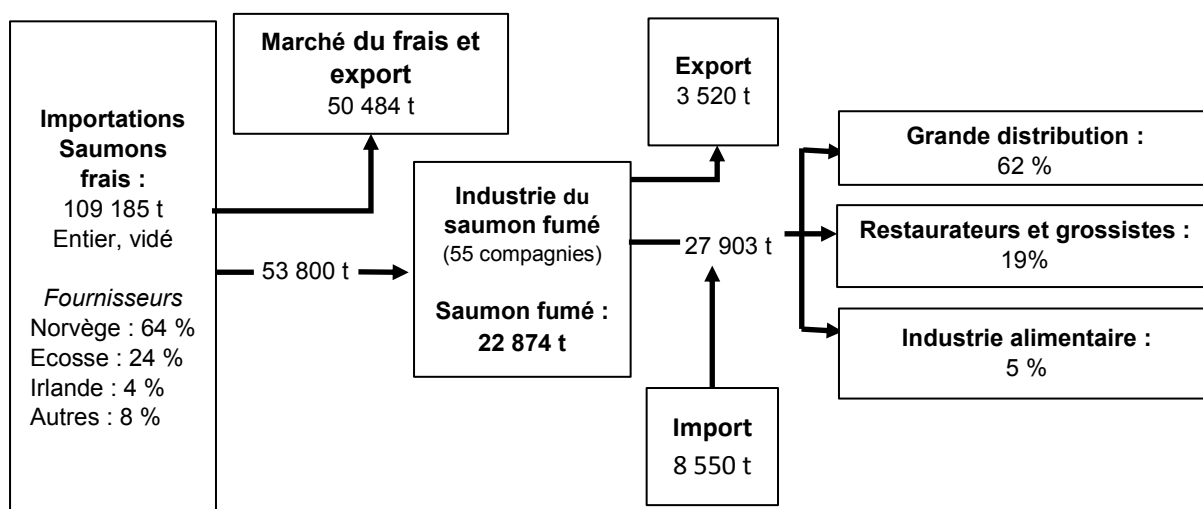 Importations
Saumons
frais :
109 185 t
Entier, vidé
Fournisseurs
Norvège : 64 %
Ecosse : 24 %
Irlande : 4 %
Autres : 8 %
Marché du frais et
export
50 484 t
53 800 t
Industrie du
saumon fumé
(55 compagnies)
Saumon fumé :
22 874 t
Export
3 520 t
27 903 t
Import
8 550 t
Grande distribution :
62 %
Restaurateurs et grossistes :
19%
Industrie alimentaire :
5 %